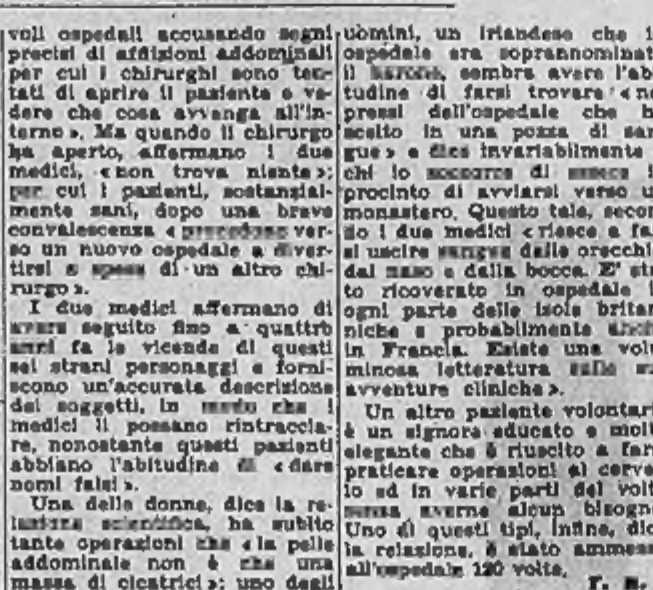 voli ospedali accusando segni
precisi di afflizioni addominali
per cui i chirurghi sono ten-
tati di aprire il paziente e ve-
dere che cosa avvenga all'in-
terno ». Ma quando il chirurgo
ha aperto, affermano i due
medici, « non trova niente »;
per cui i pazienti, sostanzial-
mente sani, dopo una breve
convalescenza « procedono ver-
so un nuovo ospedale a diver-
tirsi a spese di un altro chi-
rurgo ».
I due medici affermano di
avere seguito fino a quattro
anni fa le vicende di questi
sei strani personaggi e forni-
scono un'accurata descrizione
dei soggetti, in modo che i
medici li possano rintraccia-
re, nonostante questi pazienti
abbiano l'abitudine di « dare
nomi falsi ».
Una delle donne, dice la re-
lazione scientifica, ha subito
tante operazioni che « la pelle
addominale non è che una
massa di cicatrici »; uno degli
uomini, un irlandese che i
ospedale era soprannominat
il barone, sembra avere l'ab
tudine di farsi trovare « ne
pressi dell'ospedale che h
scelto in una pozza di san
gue » e dice invariabilmente
chi lo soccorre di essere i
procinto di avviarsi verso u
monastero. Questo tale, secon
do i due medici « riesce a fa
si uscire sangue dalle orecchi
dal naso e dalla bocca. E' sta
to ricoverato in ospedale i
ogni parte delle isole britan
niche e probabilmente anch
in Francia. Esiste una volu
minosa letteratura sulle su
avventure cliniche ».
Un altro paziente volontari
è un signore educato e molt
elegante che è riuscito a fars
praticare operazioni al cervel
lo ed in varie parti del volt
senza averne alcun bisogno
Uno di questi tipi, infine, dic
la relazione, è stato ammess
all'ospedale 120 volte.